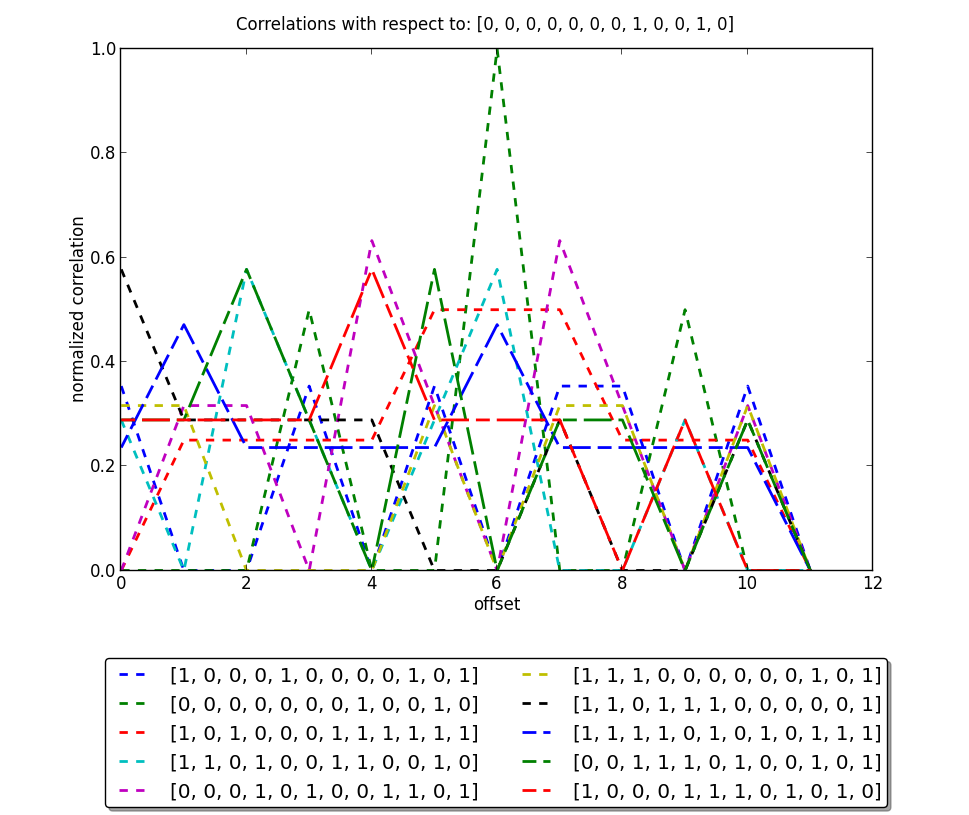 Correlations with respect to: [0, 0, 0, 0, 0, 0, 0, 1, 0, 0, 1, 0]
1.0
0.8
0.6
0.4
0.2
0.0
normalized correlation
0 2 4 6 8 10 12
offset
[1, 0, 0, 0, 1, 0, 0, 0, 0, 1, 0, 1]
[0, 0, 0, 0, 0, 0, 0, 1, 0, 0, 1, 0]
[1, 0, 1, 0, 0, 0, 1, 1, 1, 1, 1, 1]
[1, 1, 0, 1, 0, 0, 1, 1, 0, 0, 1, 0]
[0, 0, 0, 1, 0, 1, 0, 0, 1, 1, 0, 1]
[1, 1, 1, 0, 0, 0, 0, 0, 0, 1, 0, 1]
[1, 1, 0, 1, 1, 1, 0, 0, 0, 0, 0, 1]
[1, 1, 1, 1, 0, 1, 0, 1, 0, 1, 1, 1]
[0, 0, 1, 1, 1, 0, 1, 0, 0, 1, 0, 1]
[1, 0, 0, 0, 1, 1, 1, 0, 1, 0, 1, 0]